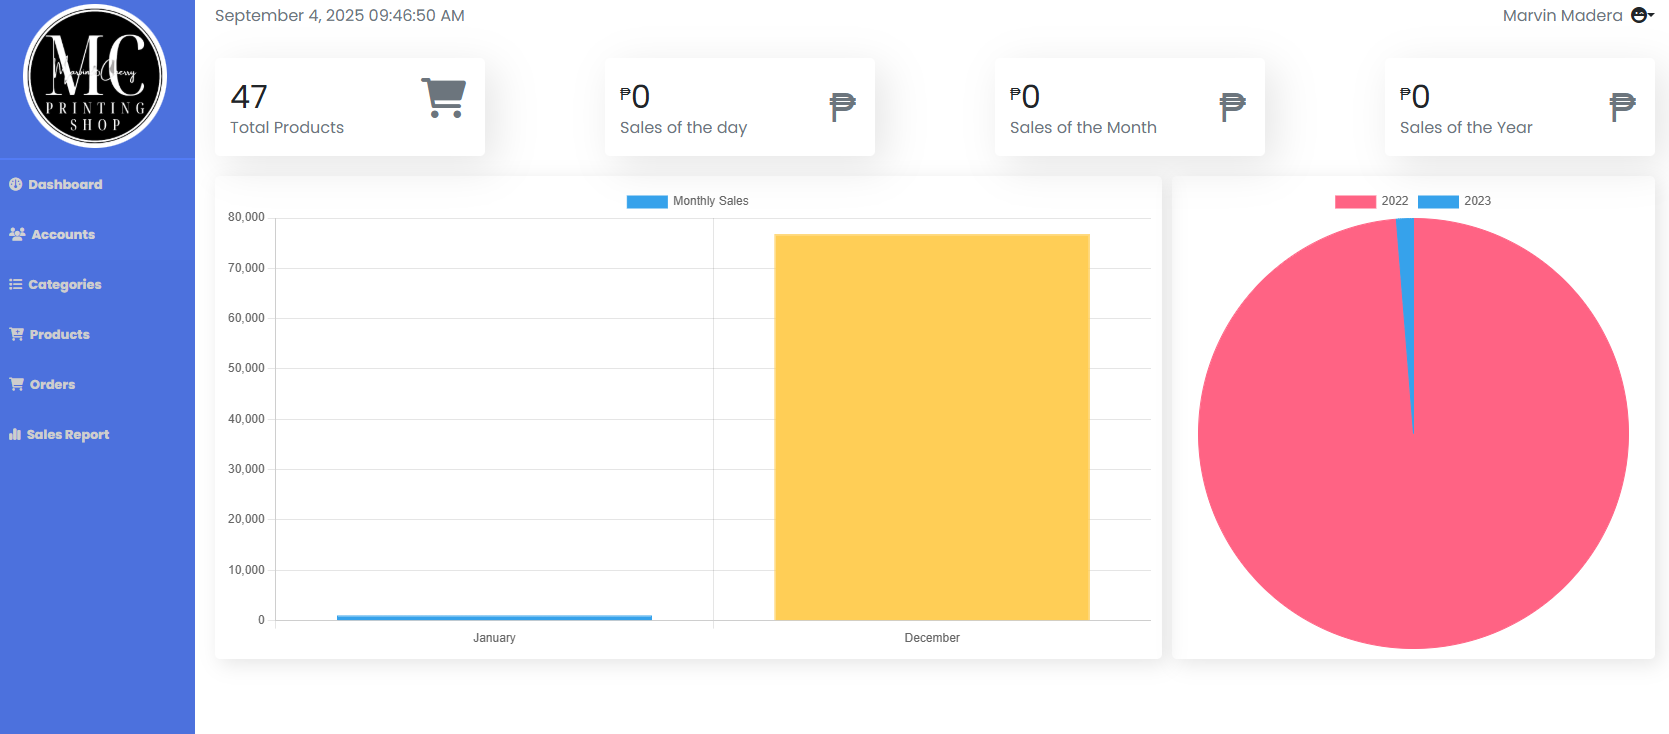 September 4, 2025 09:46:50 AM
Marvin Madera
MC
PRINTING
SHOP
Dashboard
Accounts
Categories
Products
Orders
Sales Report
47
Total Products
₱0
Sales of the day
₱
₱0
Sales of the Month
₱
₱0
Sales of the Year
₱
Monthly Sales
80,000
70,000
60,000
50,000
40,000
30,000
20,000
10,000
0
January
December
2022
2023